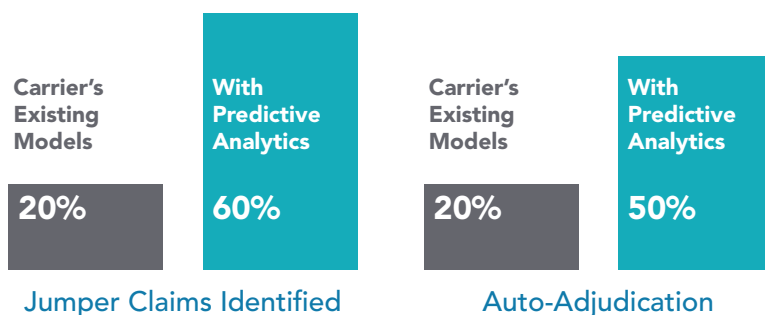 Carrier's
Existing
Models
20%
With
Predictive
Analytics
60%
Jumper Claims Identified
Carrier's
Existing
Models
20%
With
Predictive
Analytics
50%
Auto-Adjudication